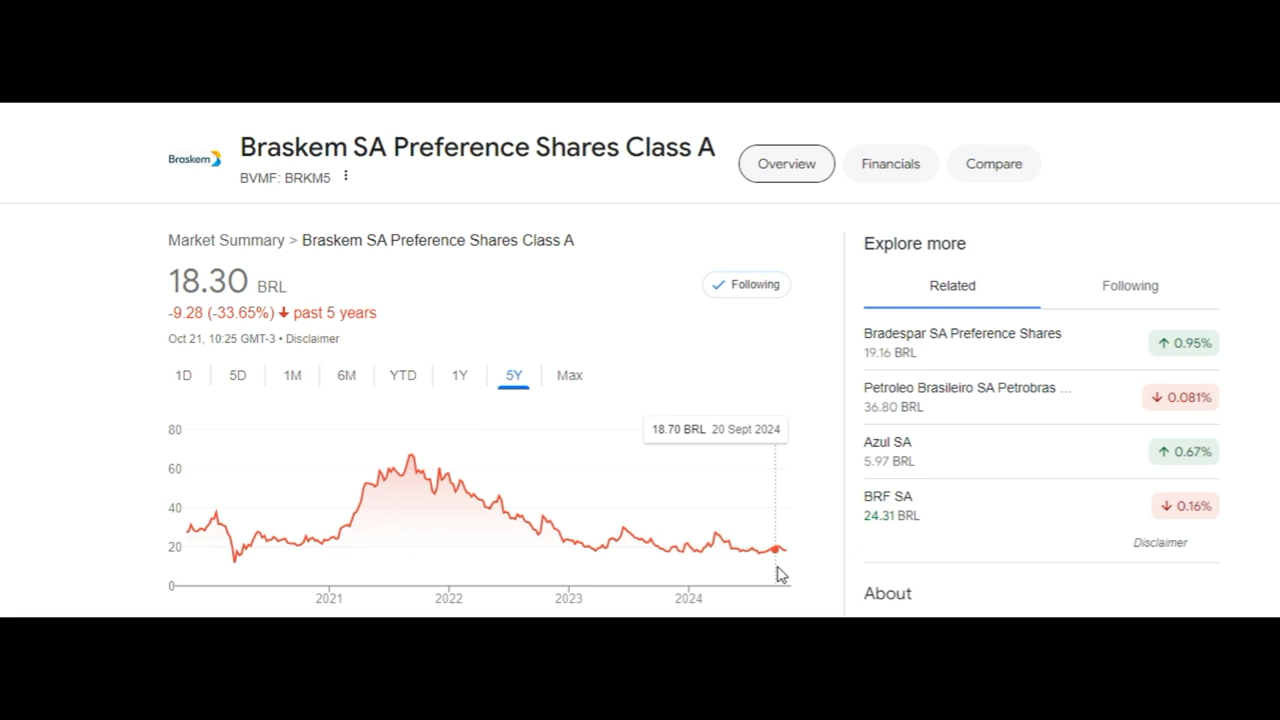 Braskem
Braskem SA Preference Shares Class A
BVMF: BRKM5
Overview
Financials
Compare
Market Summary > Braskem SA Preference Shares Class A
18.30 BRL
-9.28 (-33.65%) ↓ past 5 years
Oct 21, 10:25 GMT-3 • Disclaimer
Following
1D
5D
1M
6M
YTD
1Y
5Y
Max
18.70 BRL 20 Sept 2024
80
60
40
20
0
2021
2022
2023
2024
Explore more
Related
Following
Bradespar SA Preference Shares
19.16 BRL
↑ 0.95%
Petroleo Brasileiro SA Petrobras ...
36.80 BRL
↓ 0.081%
Azul SA
5.97 BRL
↑ 0.67%
BRF SA
24.31 BRL
↓ 0.16%
Disclaimer
About